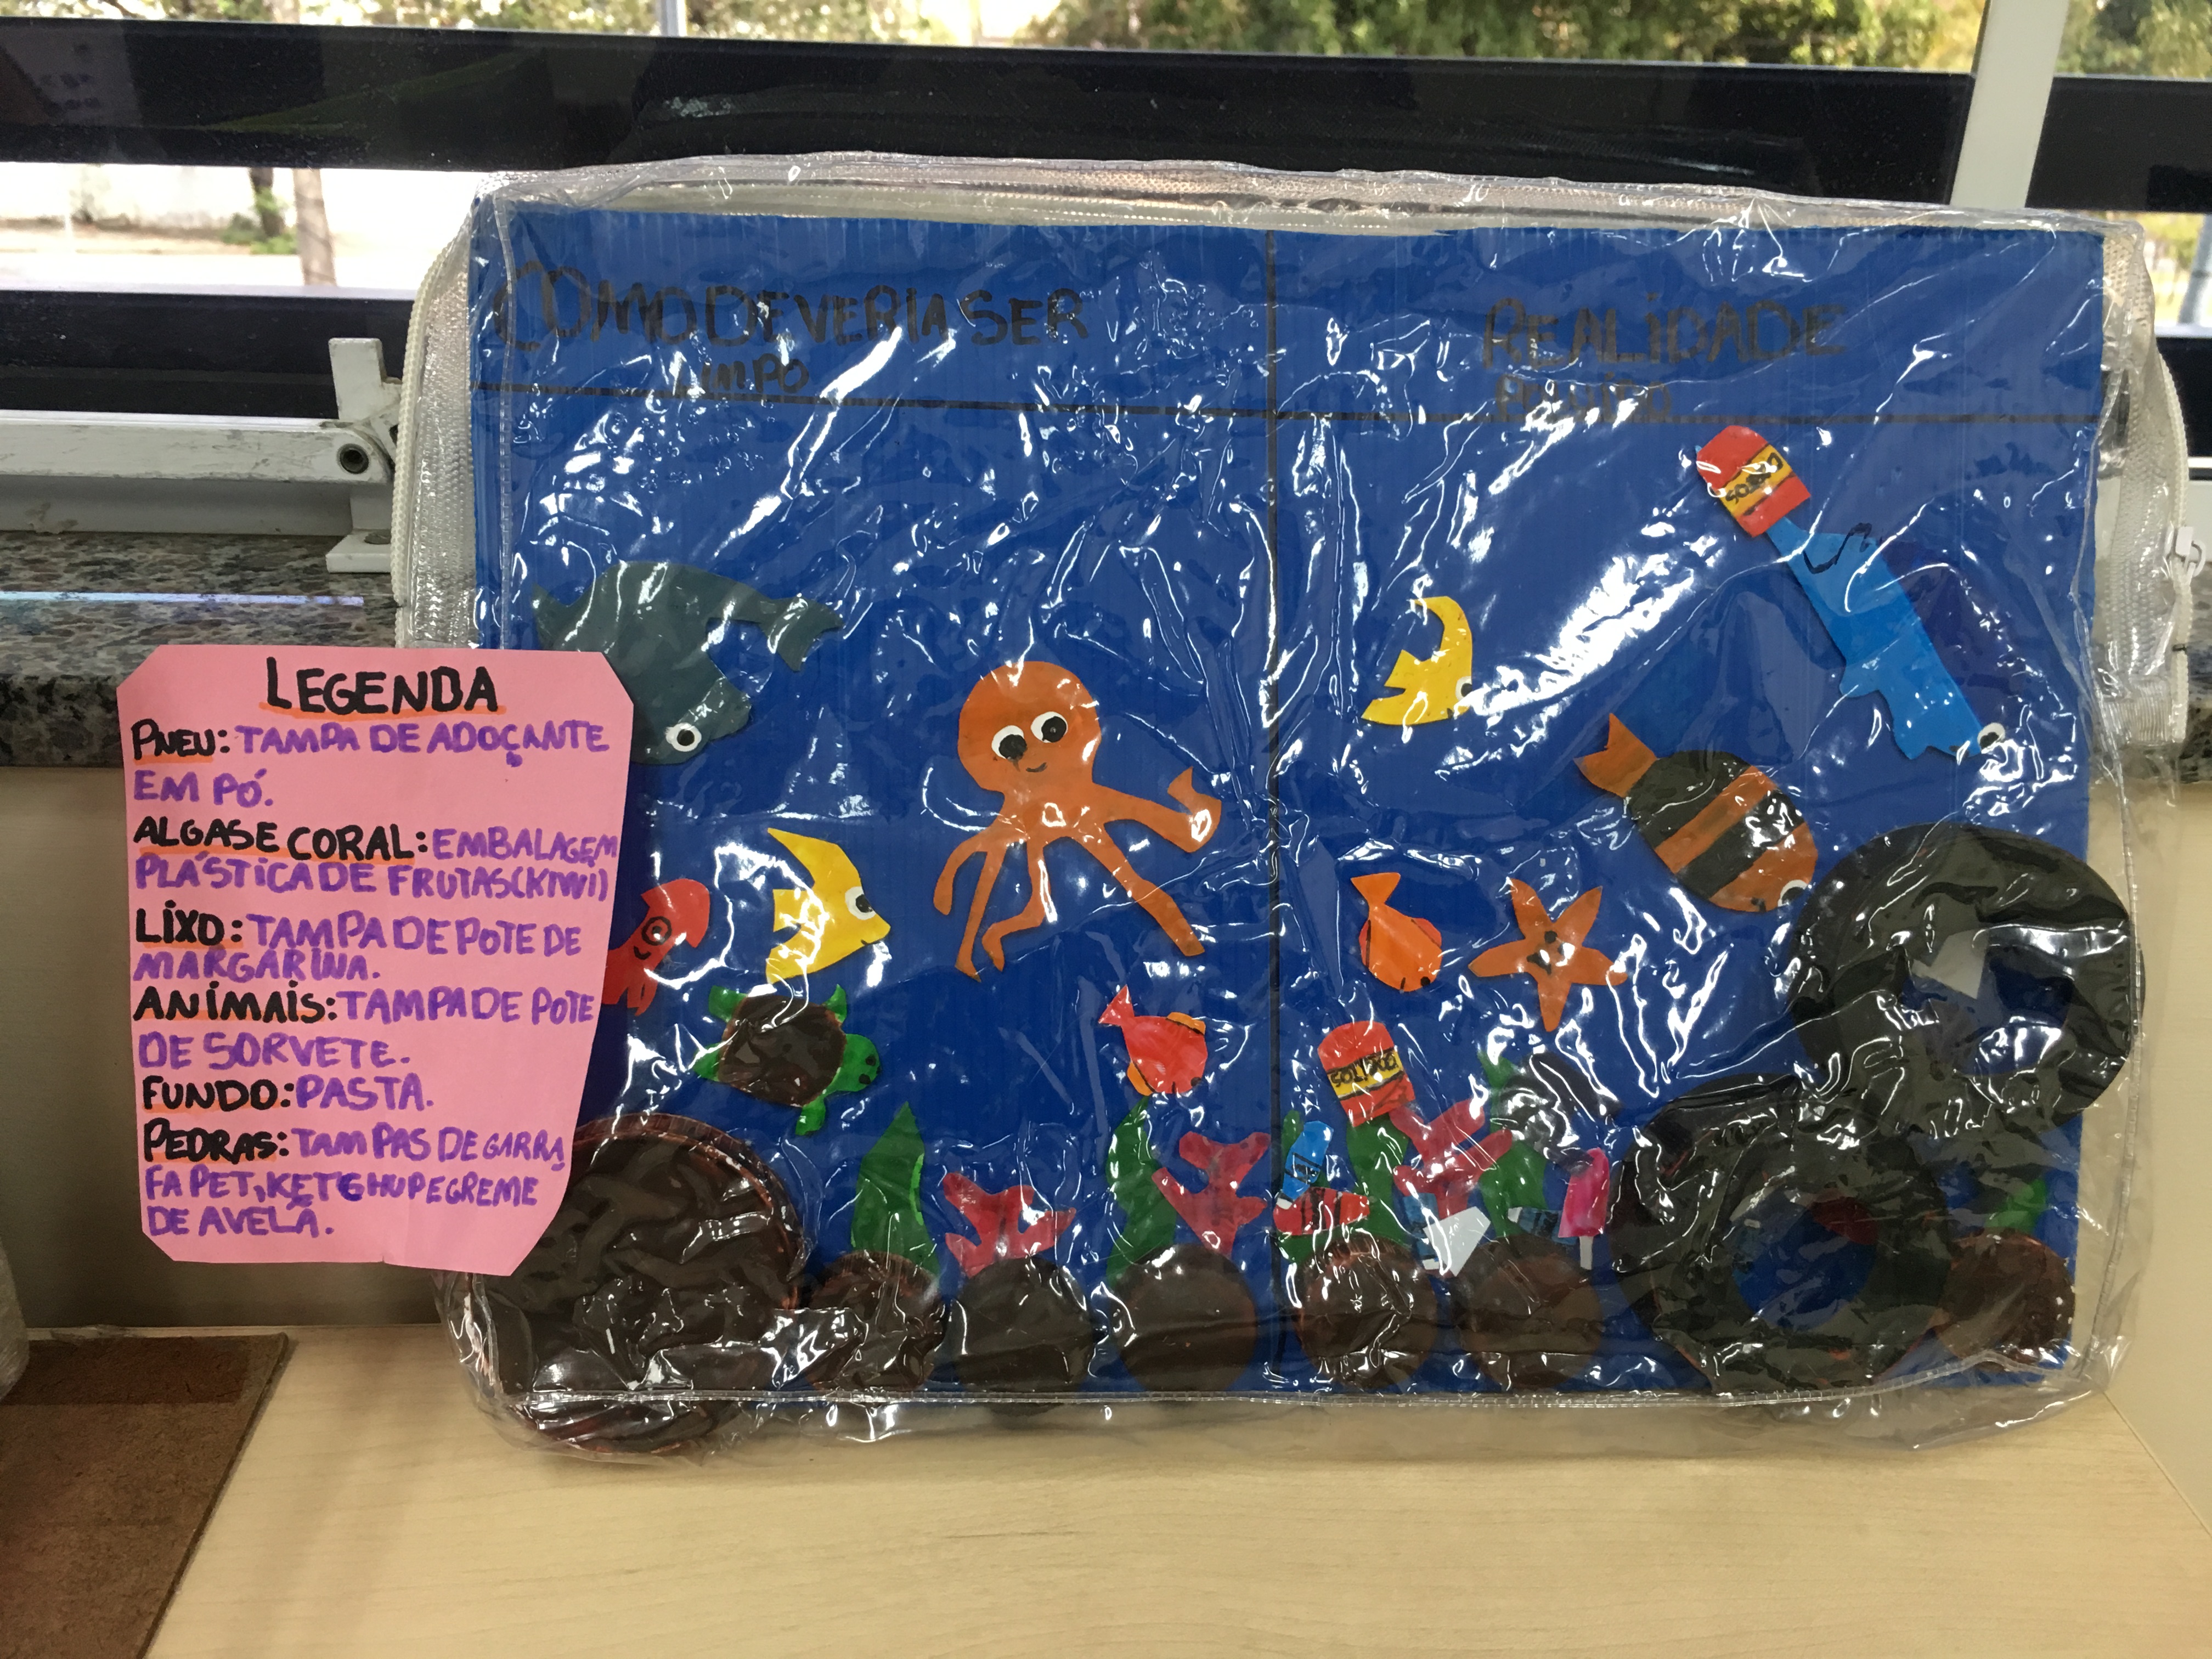 COMO DEVERIA SER
LIMPO
REALIDADE
POLUÍDO
LEGENDA
PNEU: TAMPA DE ADOÇANTE
EM PÓ.
ALGAS E CORAL: EMBALAGEM
PLÁSTICA DE FRUTAS(KIWI)
LIXO: TAMPA DE POTE DE
MARGARINA.
ANIMAIS: TAMPA DE POTE
DE SORVETE.
FUNDO: PASTA.
PEDRAS: TAMPAS DE GARRA
FA PET, KETCHUP E CREME
DE AVELÃ.